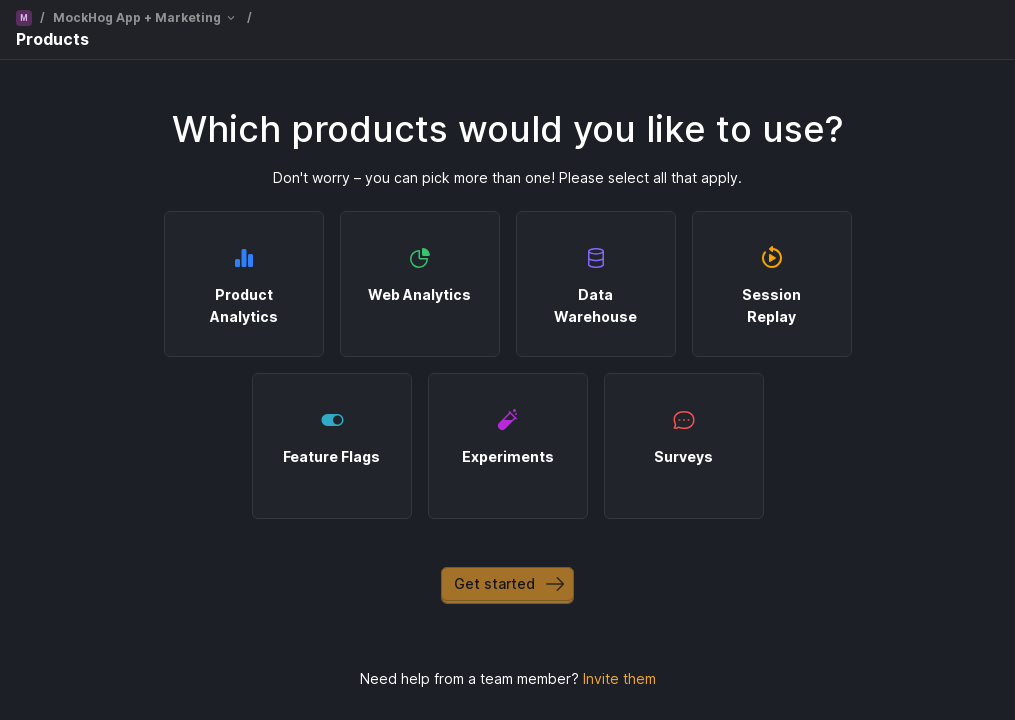 M / MockHog App + Marketing /
Products
Which products would you like to use?
Don't worry – you can pick more than one! Please select all that apply.
Product
Analytics
Web Analytics
Data
Warehouse
Session
Replay
Feature Flags
Experiments
Surveys
Get started
Need help from a team member? Invite them